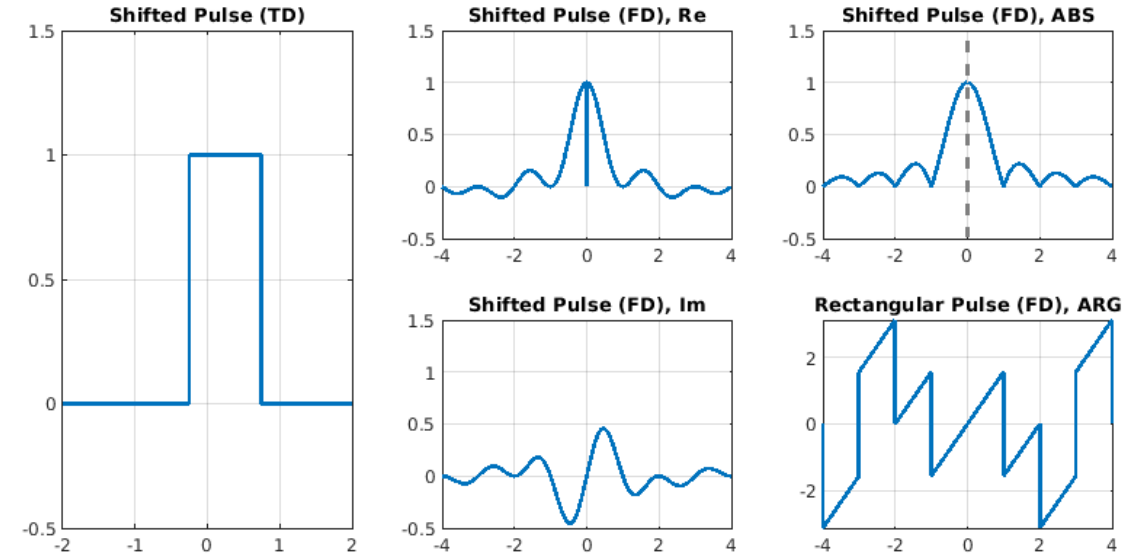 Shifted Pulse (TD)
1.5
1
0.5
0
-0.5
-2 -1 0 1 2
Shifted Pulse (FD), Re
1.5
1
0.5
0
-0.5
-4 -2 0 2 4
Shifted Pulse (FD), ABS
1.5
1
0.5
0
-0.5
-4 -2 0 2 4
Shifted Pulse (FD), Im
1.5
1
0.5
0
-0.5
-4 -2 0 2 4
Rectangular Pulse (FD), ARG
2
0
-2
-4 -2 0 2 4